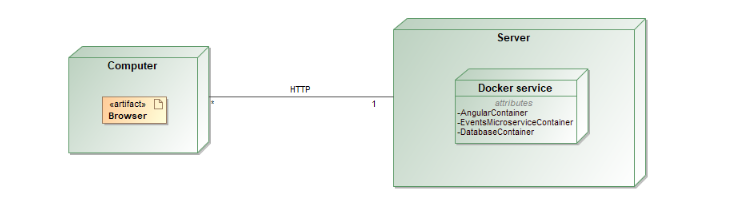 Computer
«artifact»
Browser
HTTP
*
1
Server
Docker service
attributes
-AngularContainer
-EventsMicroserviceContainer
-DatabaseContainer